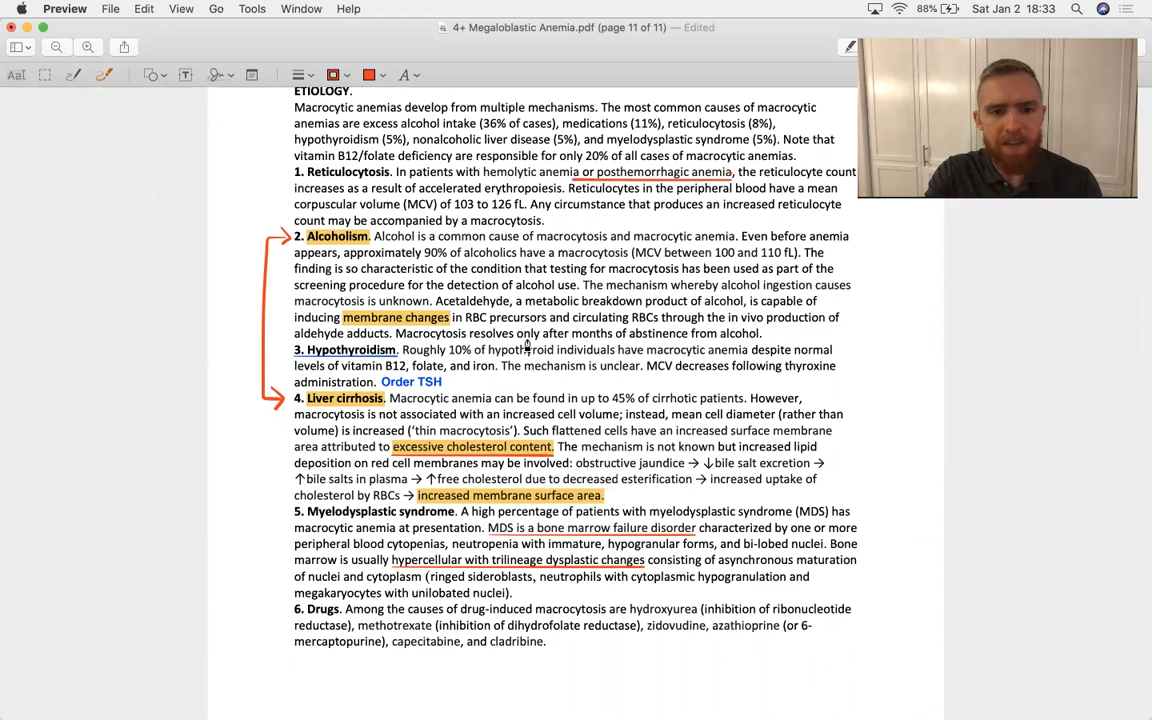 Preview File Edit View Go Tools Window Help 88% Sat Jan 2 18:33
4+ Megaloblastic Anemia.pdf (page 11 of 11) — Edited
AaI T A
ETIOLOGY.
Macrocytic anemias develop from multiple mechanisms. The most common causes of macrocytic
anemias are excess alcohol intake (36% of cases), medications (11%), reticulocytosis (8%),
hypothyroidism (5%), nonalcoholic liver disease (5%), and myelodysplastic syndrome (5%). Note that
vitamin B12/folate deficiency are responsible for only 20% of all cases of macrocytic anemias.
1. Reticulocytosis. In patients with hemolytic anemia or posthemorrhagic anemia, the reticulocyte count
increases as a result of accelerated erythropoiesis. Reticulocytes in the peripheral blood have a mean
corpuscular volume (MCV) of 103 to 126 fL. Any circumstance that produces an increased reticulocyte
count may be accompanied by a macrocytosis.
2. Alcoholism. Alcohol is a common cause of macrocytosis and macrocytic anemia. Even before anemia
appears, approximately 90% of alcoholics have a macrocytosis (MCV between 100 and 110 fL). The
finding is so characteristic of the condition that testing for macrocytosis has been used as part of the
screening procedure for the detection of alcohol use. The mechanism whereby alcohol ingestion causes
macrocytosis is unknown. Acetaldehyde, a metabolic breakdown product of alcohol, is capable of
inducing membrane changes in RBC precursors and circulating RBCs through the in vivo production of
aldehyde adducts. Macrocytosis resolves only after months of abstinence from alcohol.
3. Hypothyroidism. Roughly 10% of hypothyroid individuals have macrocytic anemia despite normal
levels of vitamin B12, folate, and iron. The mechanism is unclear. MCV decreases following thyroxine
administration. Order TSH
4. Liver cirrhosis. Macrocytic anemia can be found in up to 45% of cirrhotic patients. However,
macrocytosis is not associated with an increased cell volume; instead, mean cell diameter (rather than
volume) is increased ('thin macrocytosis'). Such flattened cells have an increased surface membrane
area attributed to excessive cholesterol content. The mechanism is not known but increased lipid
deposition on red cell membranes may be involved: obstructive jaundice → ↓bile salt excretion →
↑bile salts in plasma → ↑free cholesterol due to decreased esterification → increased uptake of
cholesterol by RBCs → increased membrane surface area.
5. Myelodysplastic syndrome. A high percentage of patients with myelodysplastic syndrome (MDS) has
macrocytic anemia at presentation. MDS is a bone marrow failure disorder characterized by one or more
peripheral blood cytopenias, neutropenia with immature, hypogranular forms, and bi-lobed nuclei. Bone
marrow is usually hypercellular with trilineage dysplastic changes consisting of asynchronous maturation
of nuclei and cytoplasm (ringed sideroblasts, neutrophils with cytoplasmic hypogranulation and
megakaryocytes with unilobated nuclei).
6. Drugs. Among the causes of drug-induced macrocytosis are hydroxyurea (inhibition of ribonucleotide
reductase), methotrexate (inhibition of dihydrofolate reductase), zidovudine, azathioprine (or 6-
mercaptopurine), capecitabine, and cladribine.